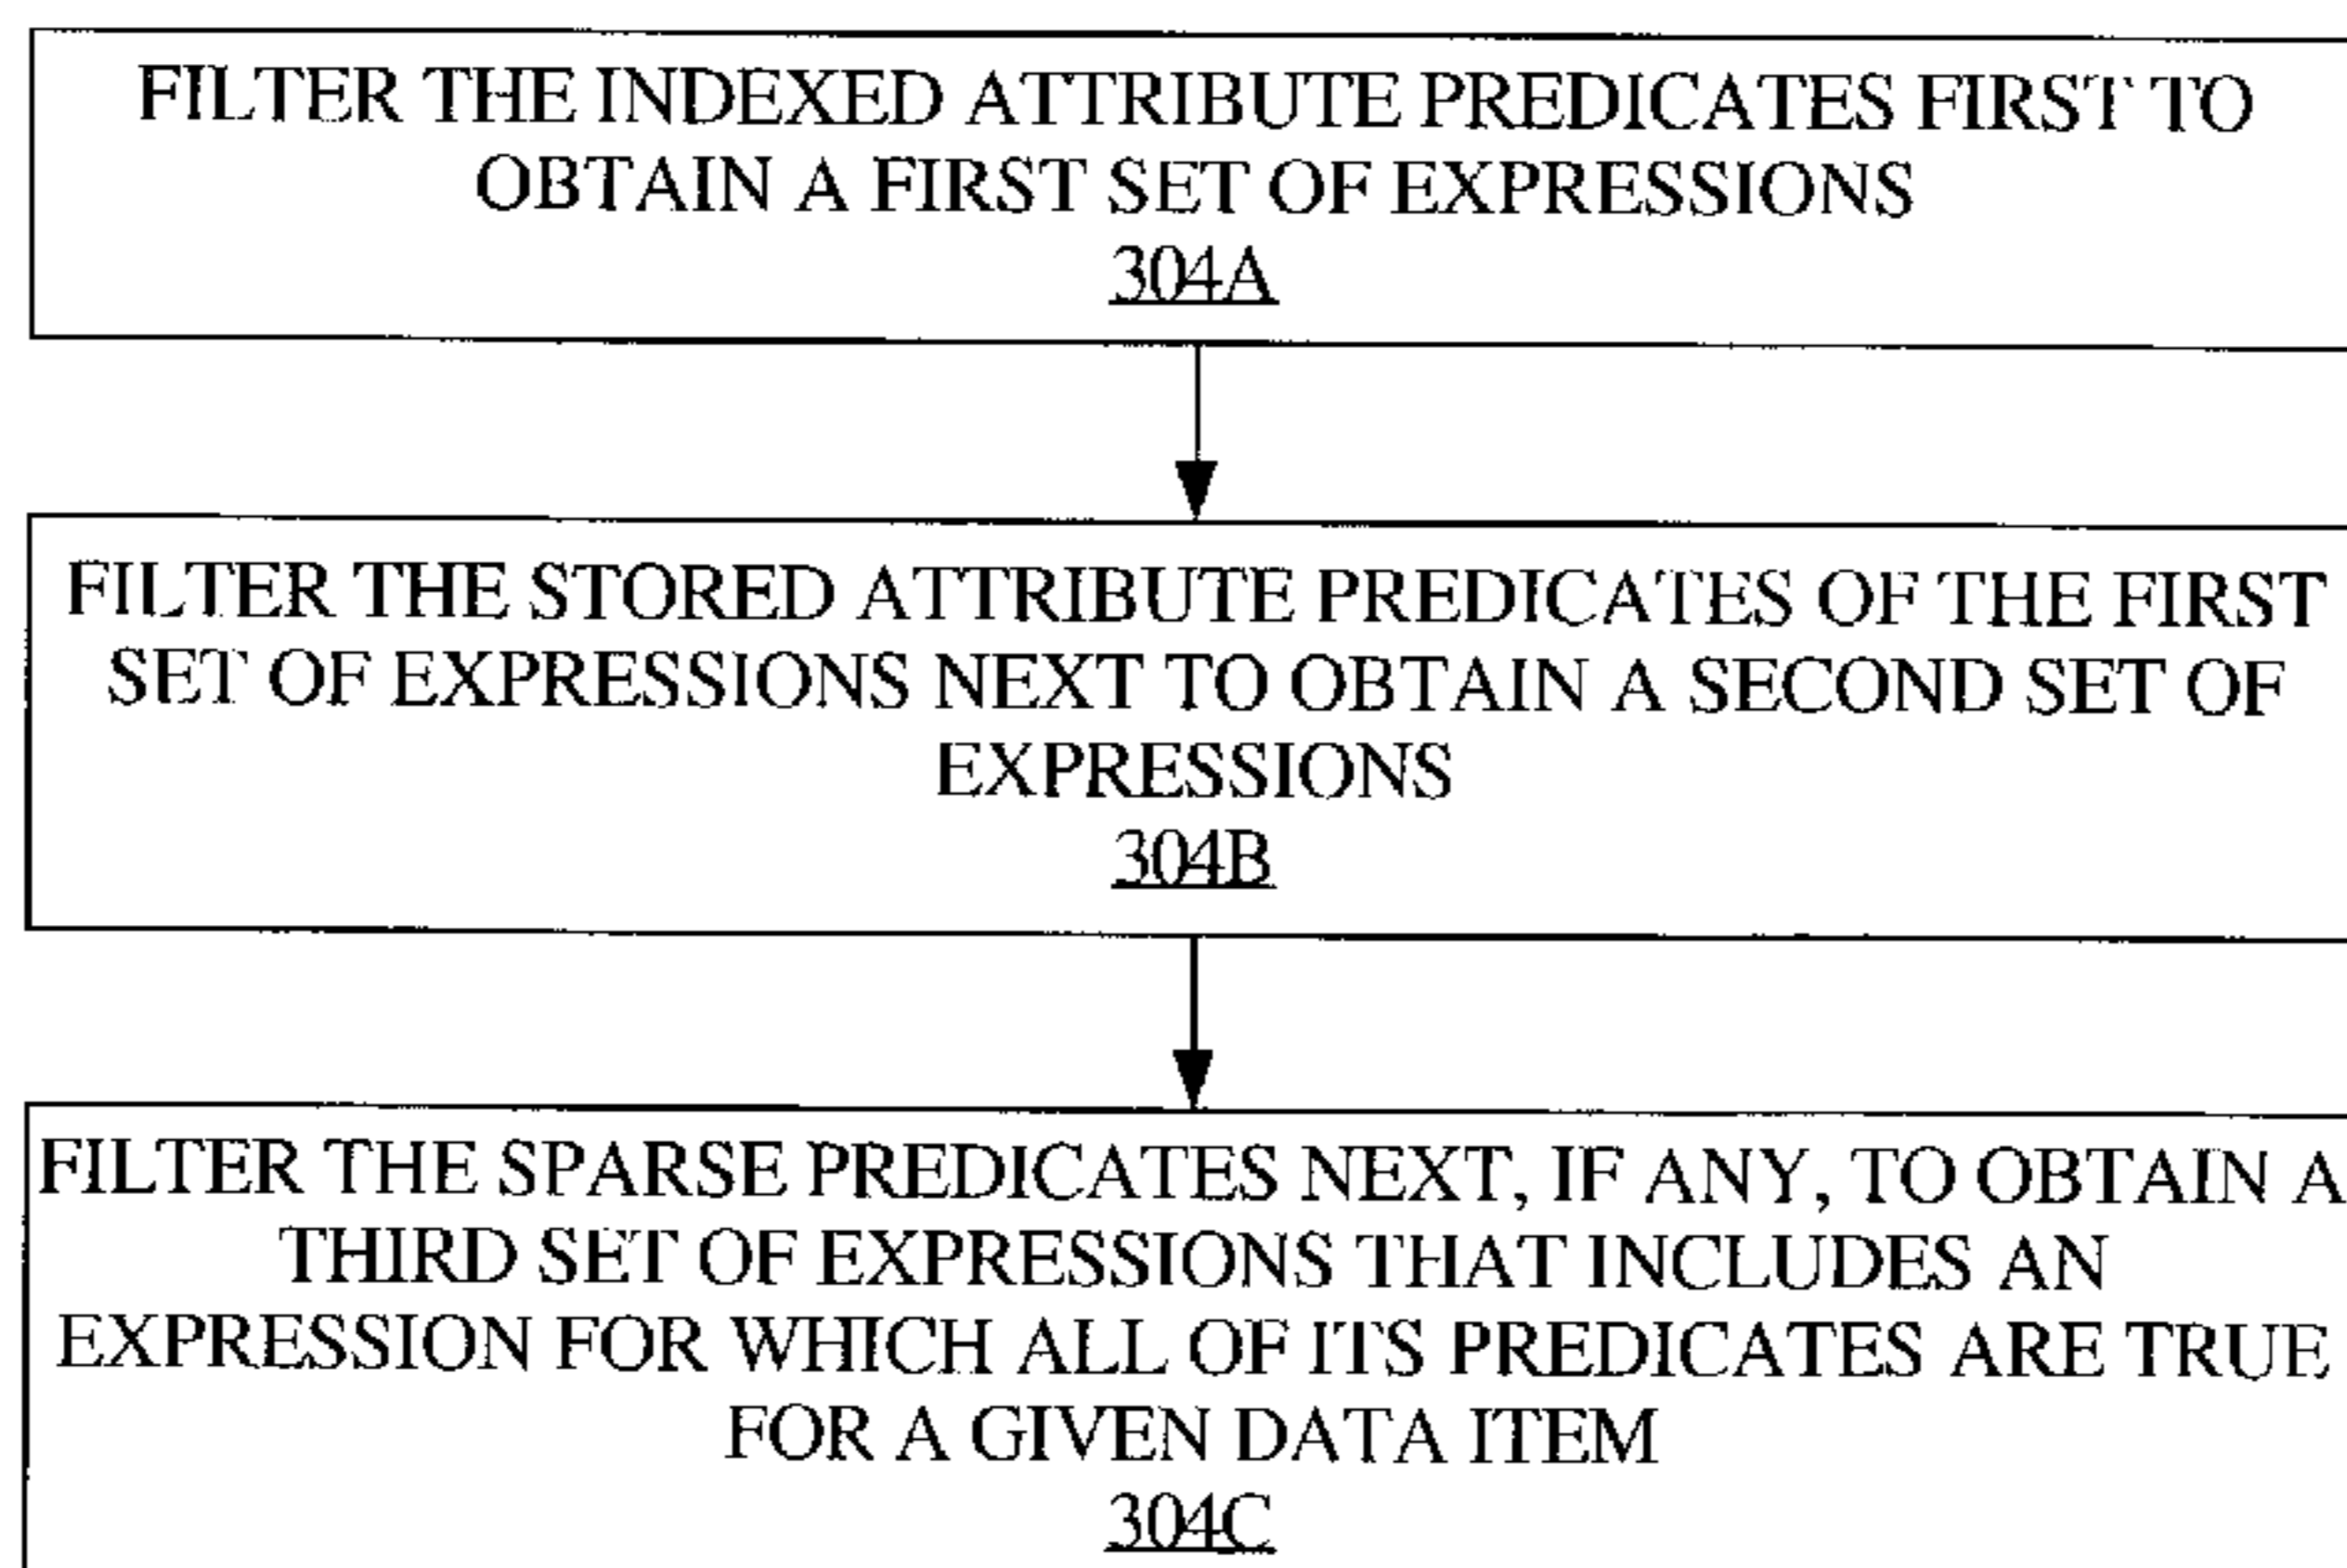 FILTER THE INDEXED ATTRIBUTE PREDICATES FIRST TO
OBTAIN A FIRST SET OF EXPRESSIONS
304A
FILTER THE STORED ATTRIBUTE PREDICATES OF THE FIRST
SET OF EXPRESSIONS NEXT TO OBTAIN A SECOND SET OF
EXPRESSIONS
304B
FILTER THE SPARSE PREDICATES NEXT, IF ANY, TO OBTAIN A
THIRD SET OF EXPRESSIONS THAT INCLUDES AN
EXPRESSION FOR WHICH ALL OF ITS PREDICATES ARE TRUE
FOR A GIVEN DATA ITEM
304C